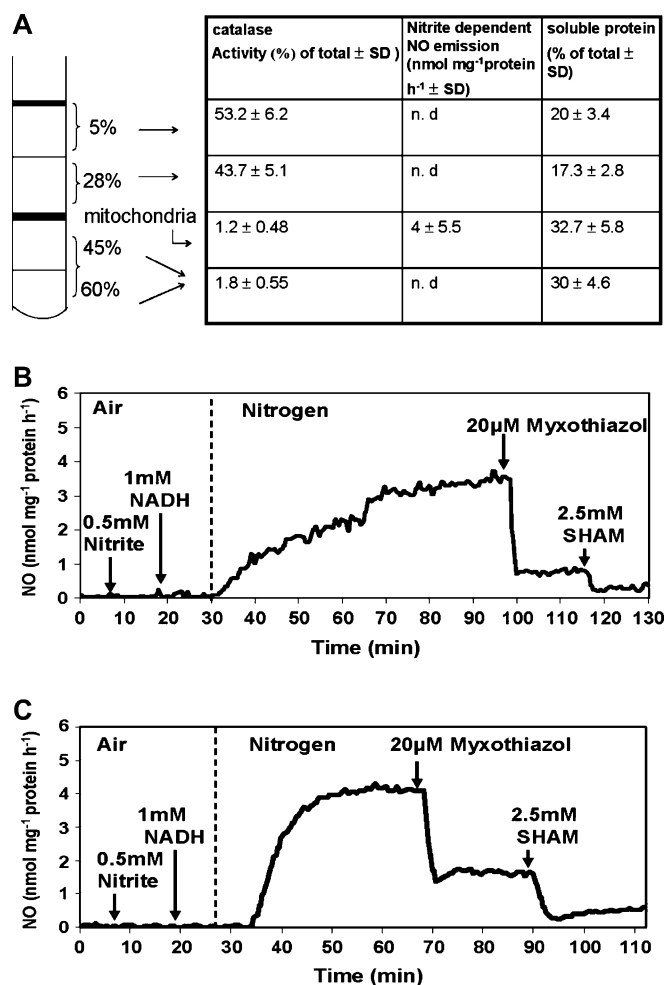 A
catalase
Activity (%) of total ± SD )
Nitrite dependent
NO emission
(nmol mg⁻¹protein
h⁻¹ ± SD)
soluble protein
(% of total ±
SD)
5%
53.2 ± 6.2
n. d
20 ± 3.4
28%
43.7 ± 5.1
n. d
17.3 ± 2.8
mitochondria
1.2 ± 0.48
4 ± 5.5
32.7 ± 5.8
45%
60%
1.8 ± 0.55
n. d
30 ± 4.6
B
NO (nmol mg⁻¹ protein h⁻¹)
6
5
4
3
2
1
0
Air
Nitrogen
20µM Myxothiazol
1mM
NADH
0.5mM
Nitrite
2.5mM
SHAM
0 10 20 30 40 50 60 70 80 90 100 110 120 130
Time (min)
C
NO (nmol mg⁻¹ protein h⁻¹)
6
5
4
3
2
1
0
Air
Nitrogen
20µM Myxothiazol
1mM
NADH
0.5mM
Nitrite
2.5mM
SHAM
0 10 20 30 40 50 60 70 80 90 100 110
Time (min)